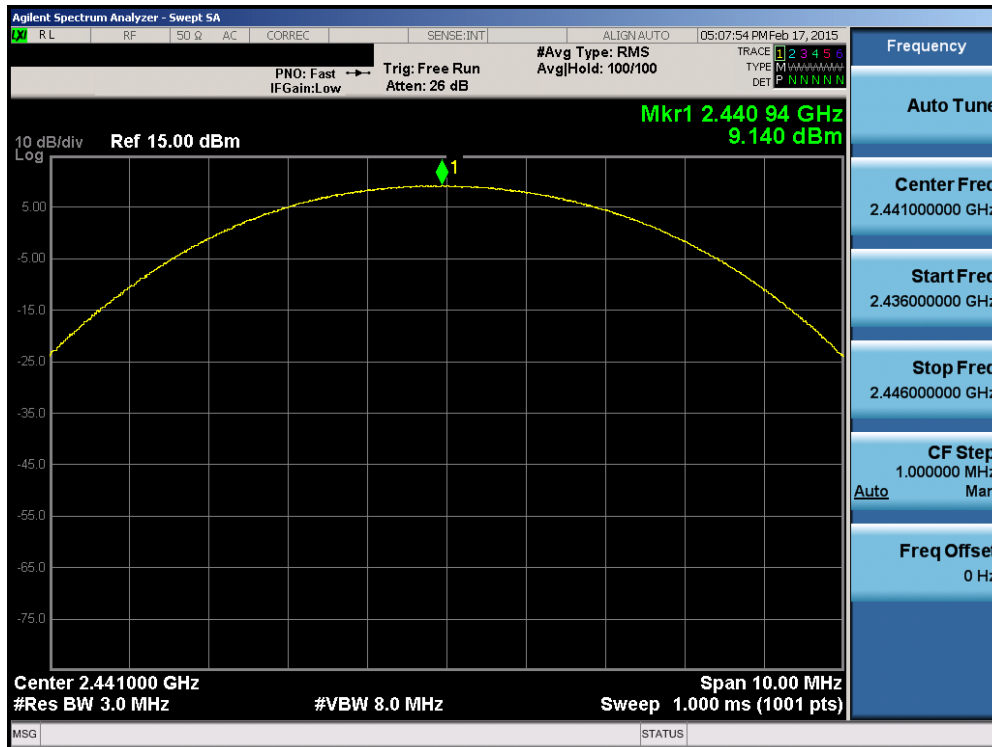 Agilent Spectrum Analyzer - Swept SA
LXI RL RF 50 Ω AC CORREC SENSE:INT ALIGN AUTO 05:07:54 PM Feb 17, 2015
PNO: Fast
IFGain:Low
Trig: Free Run
Atten: 26 dB
#Avg Type: RMS
Avg|Hold: 100/100
TRACE 1 2 3 4 5 6
TYPE M W W W W W
DET P N N N N N
Mkr1 2.440 94 GHz
9.140 dBm
10 dB/div Ref 15.00 dBm
Log
1
5.00
-5.00
-15.0
-25.0
-35.0
-45.0
-55.0
-65.0
-75.0
Center 2.441000 GHz Span 10.00 MHz
#Res BW 3.0 MHz #VBW 8.0 MHz Sweep 1.000 ms (1001 pts)
MSG STATUS
Frequency
Auto Tune
Center Freq
2.441000000 GHz
Start Freq
2.436000000 GHz
Stop Freq
2.446000000 GHz
CF Step
1.000000 MHz
Auto Man
Freq Offset
0 Hz